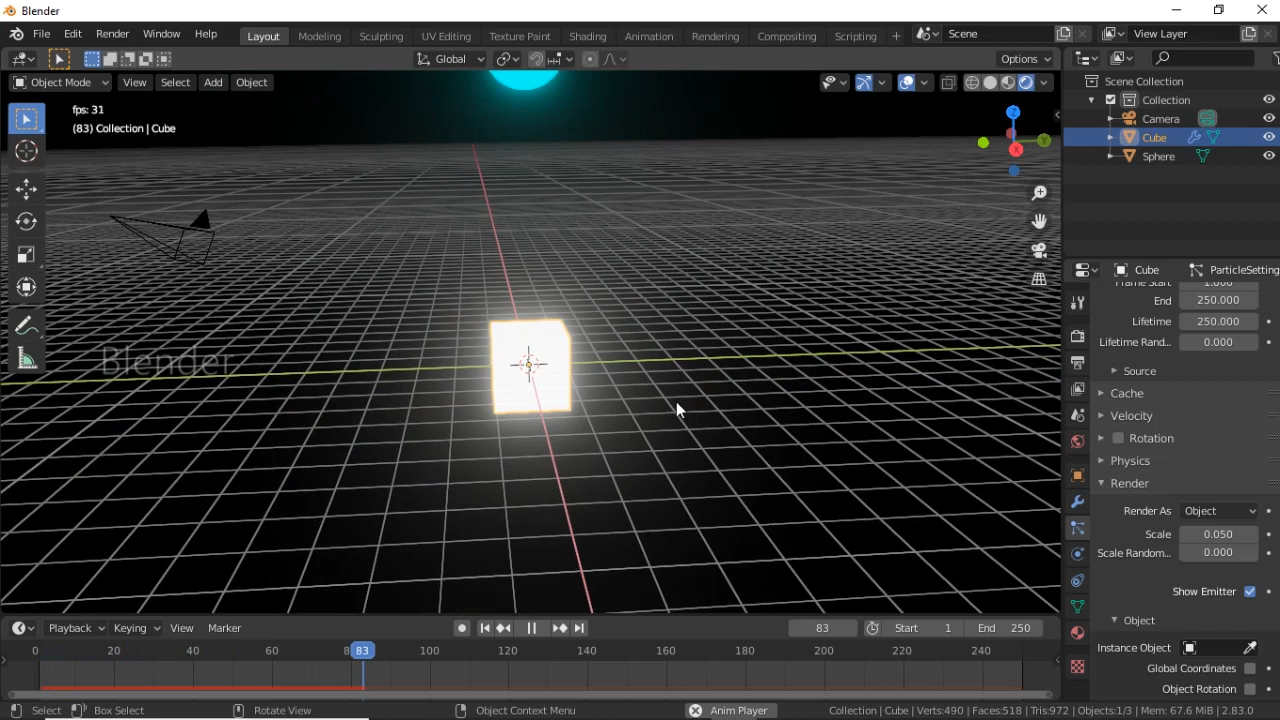 Blender
File Edit Render Window Help Layout Modeling Sculpting UV Editing Texture Paint Shading Animation Rendering Compositing Scripting + Scene View Layer
Global Options
Object Mode View Select Add Object
fps: 31
(83) Collection | Cube
Blender
Scene Collection
Collection
Camera
Cube
Sphere
Cube ParticleSetting
Frame Start 1.000
End 250.000
Lifetime 250.000
Lifetime Rand... 0.000
Source
Cache
Velocity
Rotation
Physics
Render
Render As Object
Scale 0.050
Scale Random... 0.000
Show Emitter
Object
Instance Object
Global Coordinates
Object Rotation
Playback Keying View Marker 83 Start 1 End 250
0 20 40 60 8 83 100 120 140 160 180 200 220 240
Select Box Select Rotate View Object Context Menu Anim Player Collection | Cube | Verts:490 | Faces:518 | Tris:972 | Objects:1/3 | Mem: 67.6 MiB | 2.83.0